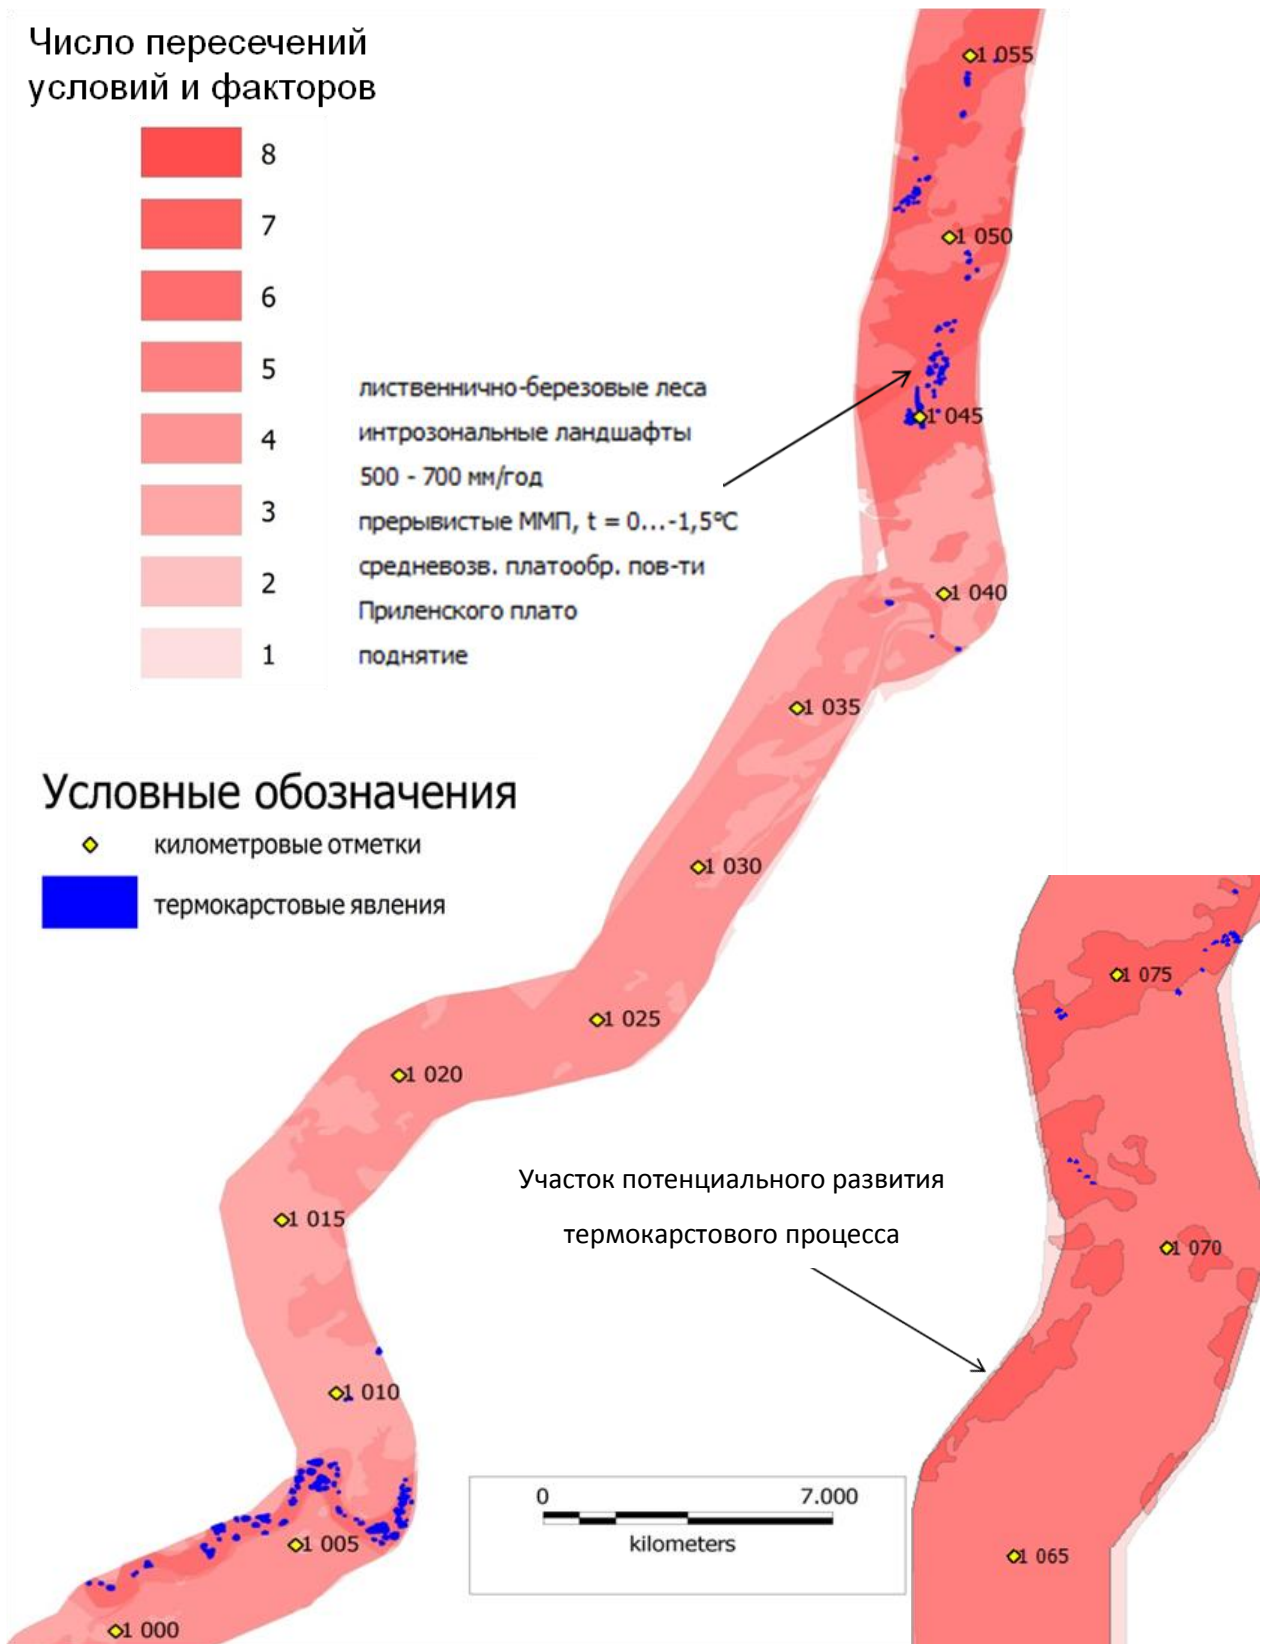 Число пересечений
условий и факторов
8
7
6
5
4
3
2
1
лиственнично-березовые леса
интрозональные ландшафты
500 - 700 мм/год
прерывистые ММП, t = 0...-1,5°C
средневозв. платообр. пов-ти
Приленского плато
поднятие
Условные обозначения
километровые отметки
термокарстовые явления
1 055
1 050
1 045
1 040
1 035
1 030
1 025
1 020
1 015
1 010
1 005
1 000
Участок потенциального развития
термокарстового процесса
1 075
1 070
1 065
0 7.000
kilometers